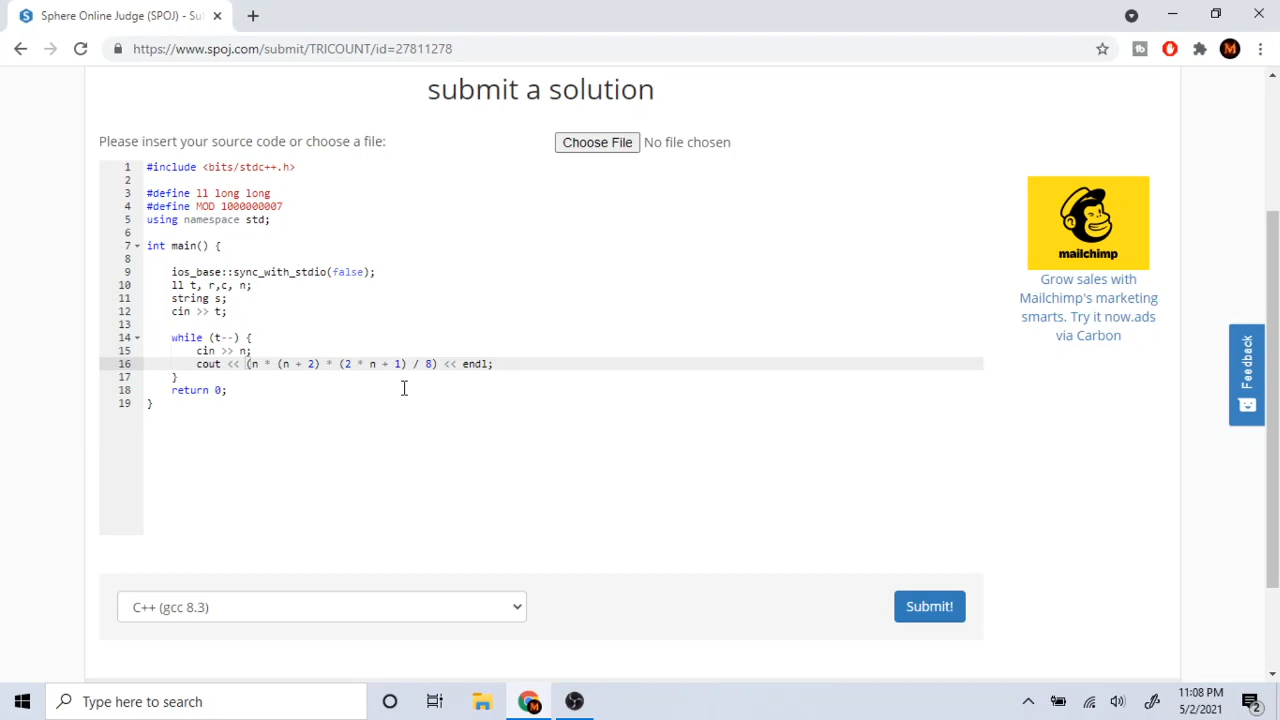 Sphere Online Judge (SPOJ) - Su
https://www.spoj.com/submit/TRICOUNT/id=27811278
submit a solution
Please insert your source code or choose a file:
Choose File No file chosen
1 #include <bits/stdc++.h>
2
3 #define ll long long
4 #define MOD 1000000007
5 using namespace std;
6
7 int main() {
8
9 ios_base::sync_with_stdio(false);
10 ll t, r,c, n;
11 string s;
12 cin >> t;
13
14 while (t--) {
15 cin >> n;
16 cout << (n * (n + 2) * (2 * n + 1) / 8) << endl;
17 }
18 return 0;
19 }
mailchimp
Grow sales with
Mailchimp's marketing
smarts. Try it now.ads
via Carbon
Feedback
C++ (gcc 8.3)
Submit!
Type here to search
11:08 PM
5/2/2021
2